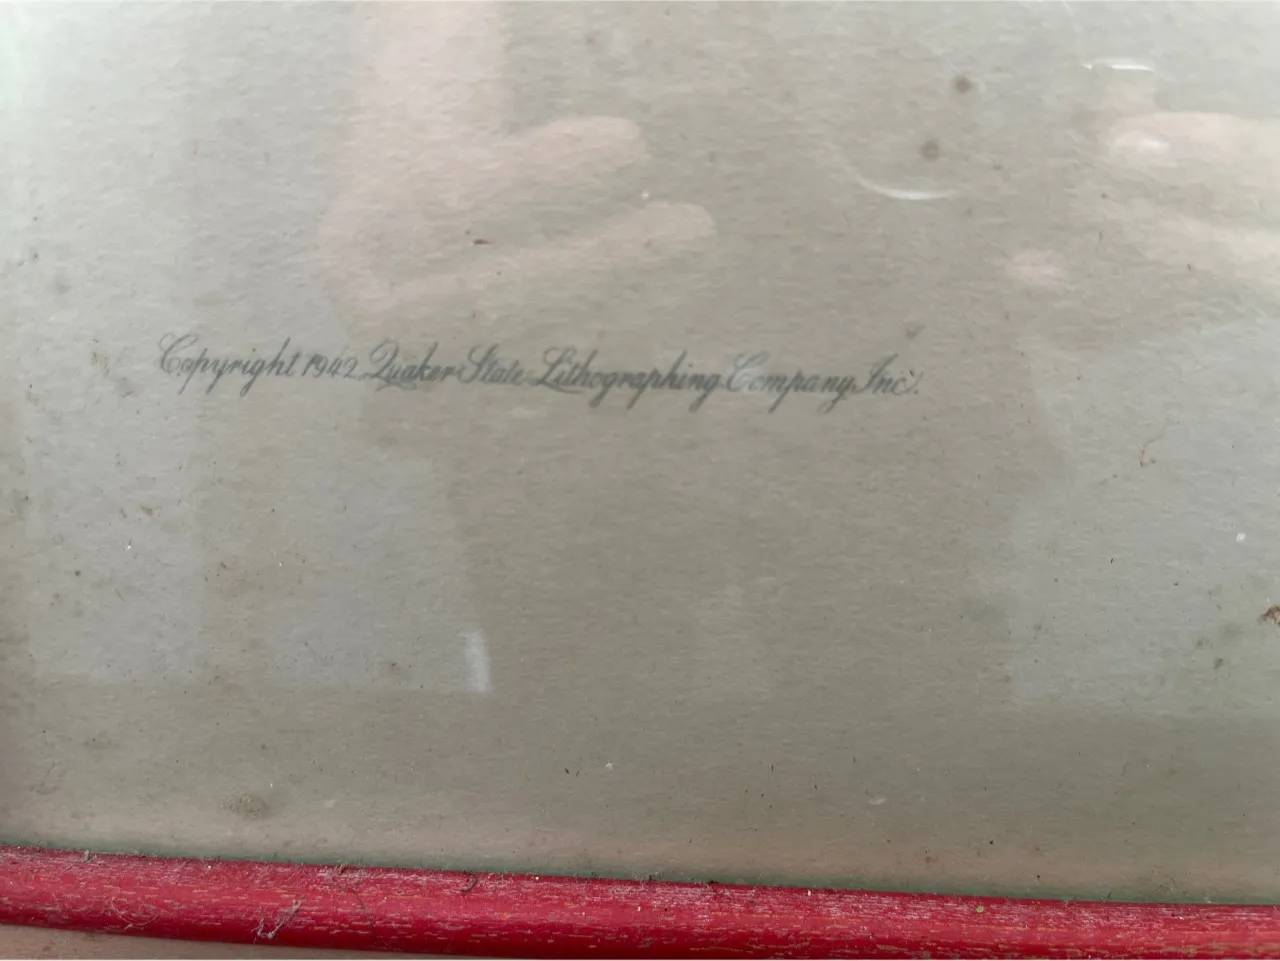 Copyright 1942 Quaker State Lithographing Company, Inc.